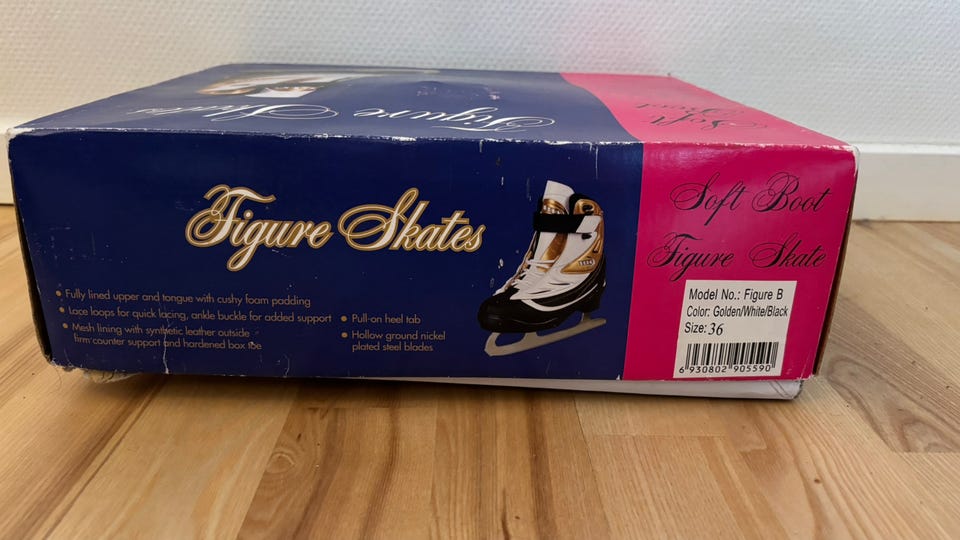 Figure Skates
Soft Boot
Figure Skates
• Fully lined upper and tongue with cushy foam padding
• Lace loops for quick lacing, ankle buckle for added support
• Mesh lining with synthetic leather outside
firm counter support and hardened box toe
• Pull-on heel tab
• Hollow ground nickel
plated steel blades
Soft Boot
Figure Skate
Model No.: Figure B
Color: Golden/White/Black
Size: 36
6 930802 905590